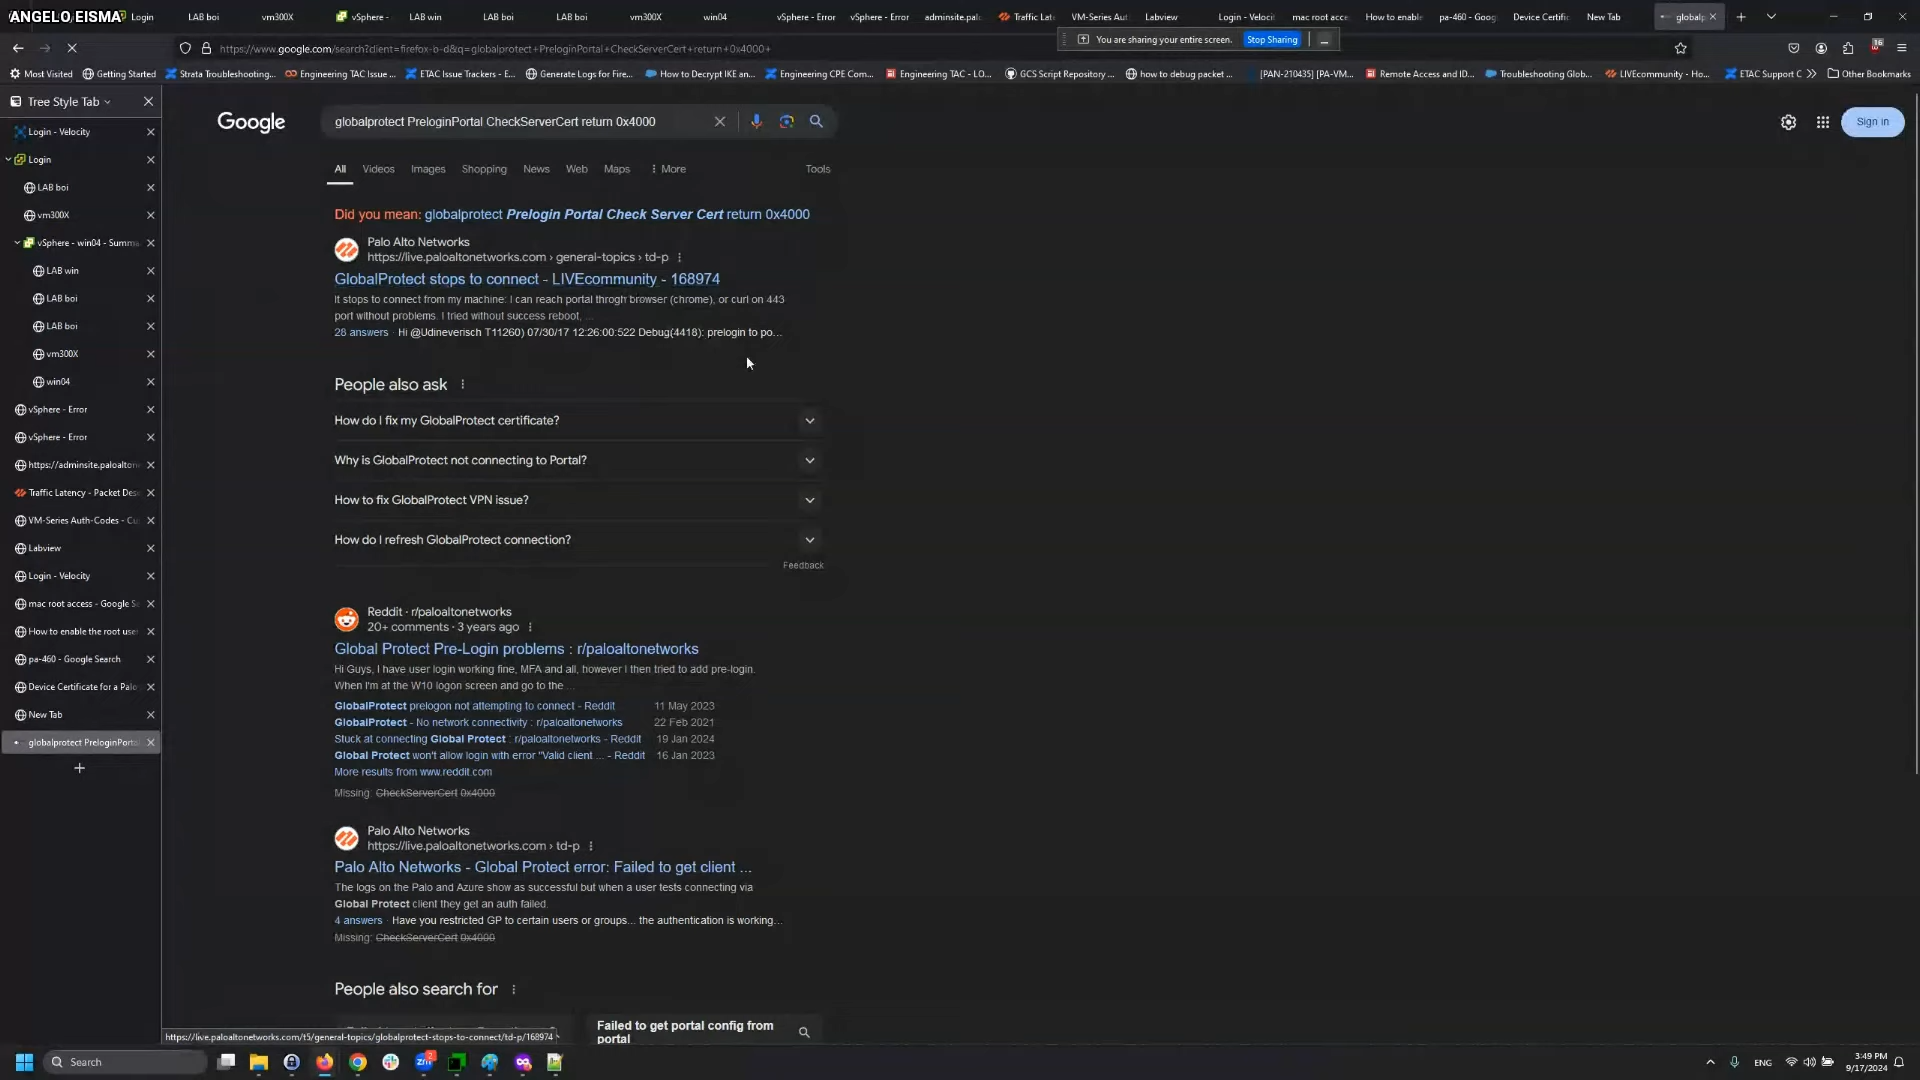 ANGELO EISMA
Login
LAB boi
vm300X
vSphere -
LAB win
LAB boi
LAB boi
vm300X
win04
vSphere - Error
vSphere - Error
adminsite.pal
Traffic Lat
VM-Series Aut
Labview
Login - Veloci
mac root acce
How to enable
pa-460 - Goog
Device Certific
New Tab
globalp
https://www.google.com/search?client=firefox-b-d&q=globalprotect+PreloginPortal+CheckServerCert+return+0x4000+
You are sharing your entire screen.
Stop Sharing
16
Most Visited
Getting Started
Strata Troubleshooting...
Engineering TAC Issue ...
ETAC Issue Trackers - E...
Generate Logs for Fire...
How to Decrypt IKE an...
Engineering CPE Com...
Engineering TAC - LO...
GCS Script Repository ...
how to debug packet ...
[PAN-210435] [PA-VM...
Remote Access and ID...
Troubleshooting Glob...
LIVEcommunity - Ho...
ETAC Support C
Other Bookmarks
Tree Style Tab
Login - Velocity
Login
LAB boi
vm300X
vSphere - win04 - Summa
LAB win
LAB boi
LAB boi
vm300X
win04
vSphere - Error
vSphere - Error
https://adminsite.paloalton
Traffic Latency - Packet Des
VM-Series Auth-Codes - Cu
Labview
Login - Velocity
mac root access - Google Se
How to enable the root use
pa-460 - Google Search
Device Certificate for a Palo
New Tab
globalprotect PreloginPorta
Google
globalprotect PreloginPortal CheckServerCert return 0x4000
Sign in
All Videos Images Shopping News Web Maps More Tools
Did you mean: globalprotect Prelogin Portal Check Server Cert return 0x4000
Palo Alto Networks
https://live.paloaltonetworks.com › general-topics › td-p
GlobalProtect stops to connect - LIVEcommunity - 168974
It stops to connect from my machine: I can reach portal throgh browser (chrome), or curl on 443
port without problems. I tried without success reboot, ...
28 answers · Hi @Udineverisch T11260) 07/30/17 12:26:00:522 Debug(4418): prelogin to po...
People also ask
How do I fix my GlobalProtect certificate?
Why is GlobalProtect not connecting to Portal?
How to fix GlobalProtect VPN issue?
How do I refresh GlobalProtect connection?
Feedback
Reddit · r/paloaltonetworks
20+ comments · 3 years ago
Global Protect Pre-Login problems : r/paloaltonetworks
Hi Guys, I have user login working fine, MFA and all, however I then tried to add pre-login.
When I'm at the W10 logon screen and go to the ...
GlobalProtect prelogon not attempting to connect - Reddit 11 May 2023
GlobalProtect - No network connectivity : r/paloaltonetworks 22 Feb 2021
Stuck at connecting Global Protect : r/paloaltonetworks - Reddit 19 Jan 2024
Global Protect won't allow login with error "Valid client ... - Reddit 16 Jan 2023
More results from www.reddit.com
Missing: CheckServerCert 0x4000
Palo Alto Networks
https://live.paloaltonetworks.com › td-p
Palo Alto Networks - Global Protect error: Failed to get client ...
The logs on the Palo and Azure show as successful but when a user tests connecting via
Global Protect client they get an auth failed.
4 answers · Have you restricted GP to certain users or groups... the authentication is working...
Missing: CheckServerCert 0x4000
People also search for
Failed to get portal config from
portal
https://live.paloaltonetworks.com/t5/general-topics/globalprotect-stops-to-connect/td-p/168974
Search
ENG
3:49 PM
9/17/2024